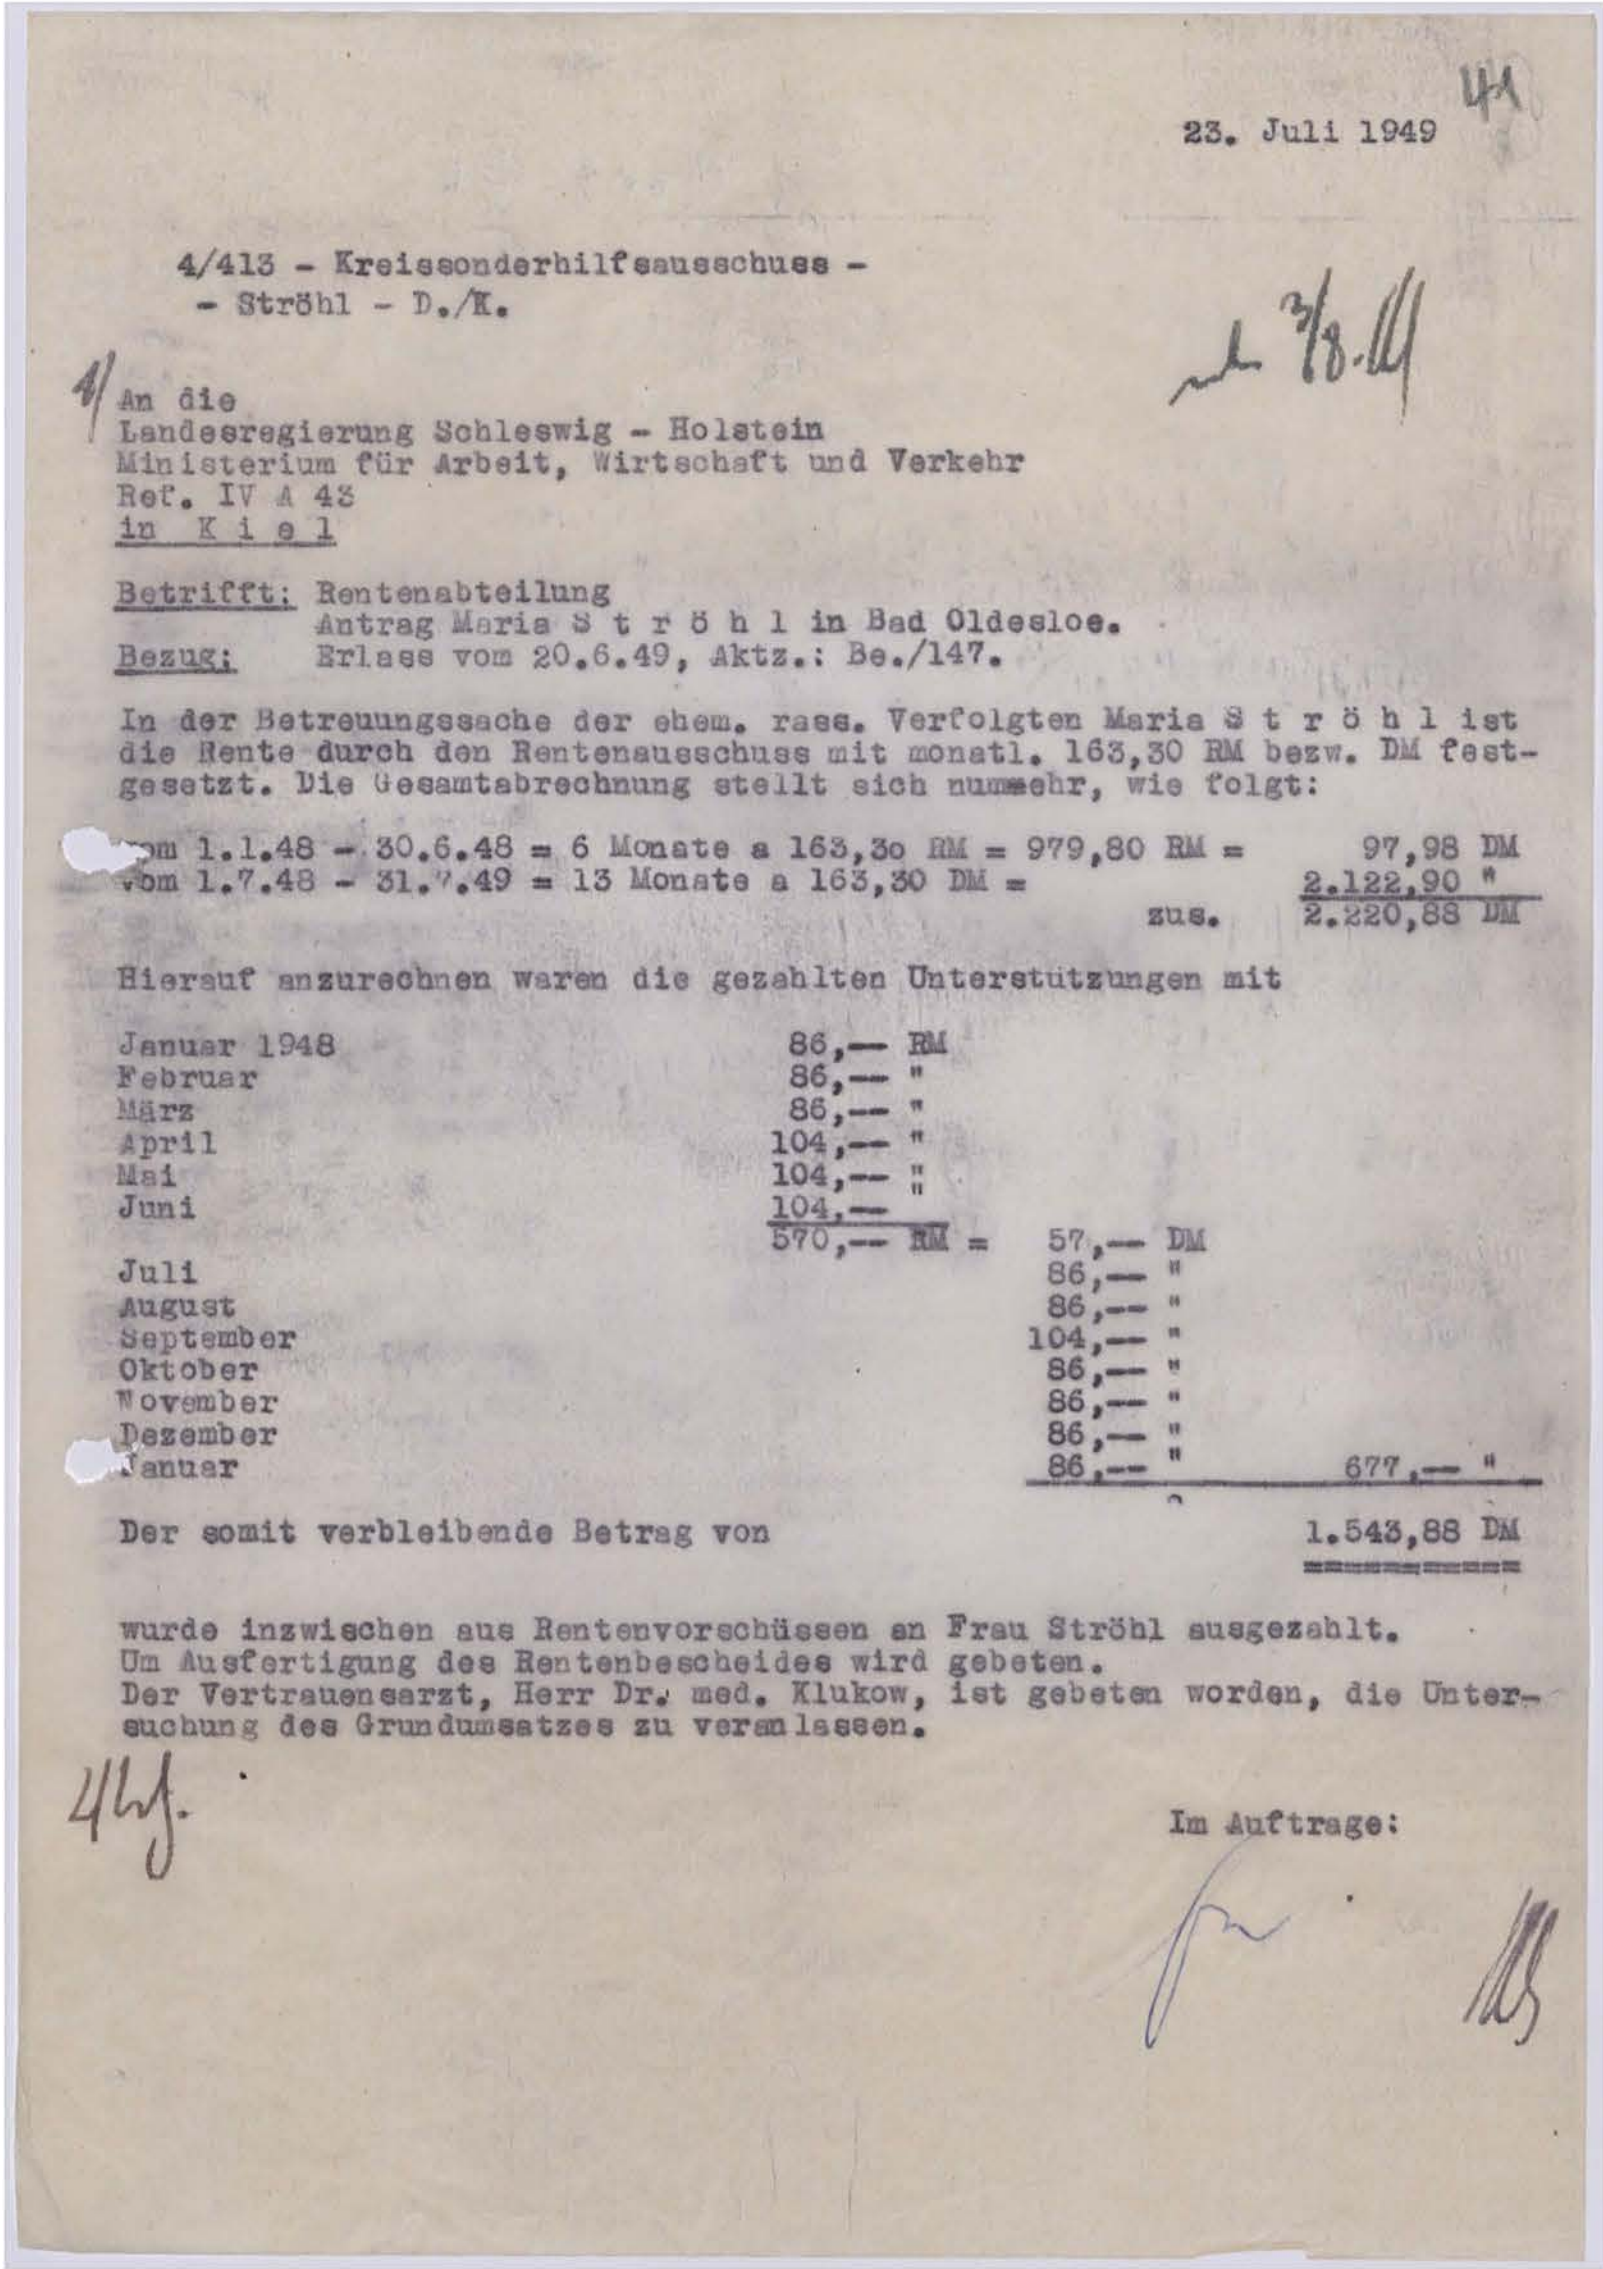 41
23. Juli 1949
4/413 - Kreissonderhilfsausschuss -
- Ströhl - D./K.
3/8.
1/ An die
Landesregierung Schleswig - Holstein
Ministerium für Arbeit, Wirtschaft und Verkehr
Ref. IV A 43
in K i e l
Betrifft: Rentenabteilung
Antrag Maria S t r ö h l in Bad Oldesloe.
Bezug: Erlass vom 20.6.49, Aktz.: Be./147.
In der Betreuungssache der ehem. rass. Verfolgten Maria S t r ö h l ist
die Rente durch den Rentenausschuss mit monatl. 163,30 RM bezw. DM fest-
gesetzt. Die Gesamtabrechnung stellt sich nunmehr, wie folgt:
vom 1.1.48 - 30.6.48 = 6 Monate a 163,30 RM = 979,80 RM = 97,98 DM
vom 1.7.48 - 31.7.49 = 13 Monate a 163,30 DM = 2.122,90 "
zus. 2.220,88 DM
Hierauf anzurechnen waren die gezahlten Unterstützungen mit
Januar 1948 86,-- RM
Februar 86,-- "
März 86,-- "
April 104,-- "
Mai 104,-- "
Juni 104,-- "
570,-- RM = 57,-- DM
Juli 86,-- "
August 86,-- "
September 104,-- "
Oktober 86,-- "
November 86,-- "
Dezember 86,-- "
Januar 86,-- " 677,-- "
Der somit verbleibende Betrag von 1.543,88 DM
===========
wurde inzwischen aus Rentenvorschüssen an Frau Ströhl ausgezahlt.
Um Ausfertigung des Rentenbescheides wird gebeten.
Der Vertrauensarzt, Herr Dr. med. Klukow, ist gebeten worden, die Unter-
suchung des Grundumsatzes zu veranlassen.
Im Auftrage: